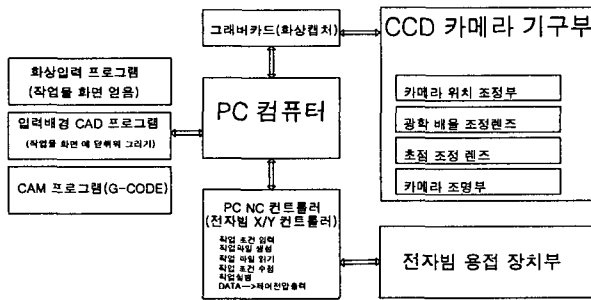 그래버카드(화상캡처)
CCD 카메라 기구부
화상입력 프로그램
(작업물 화면 얻음)
PC 컴퓨터
카메라 위치 조정부
입력배경 CAD 프로그램
(작업물 화면 에 덮씌워 그리기)
광학 배율 조정렌즈
초점 조정 렌즈
CAM 프로그램(G-CODE)
카메라 조명부
PC NC 컨트롤러
(전자빔 X/Y 컨트롤러)
작업 조건 입력
작업파일 생성
작업 파일 읽기
작업 조건 수정
작업실행
DATA—>제어전압출력
전자빔 용접 장치부